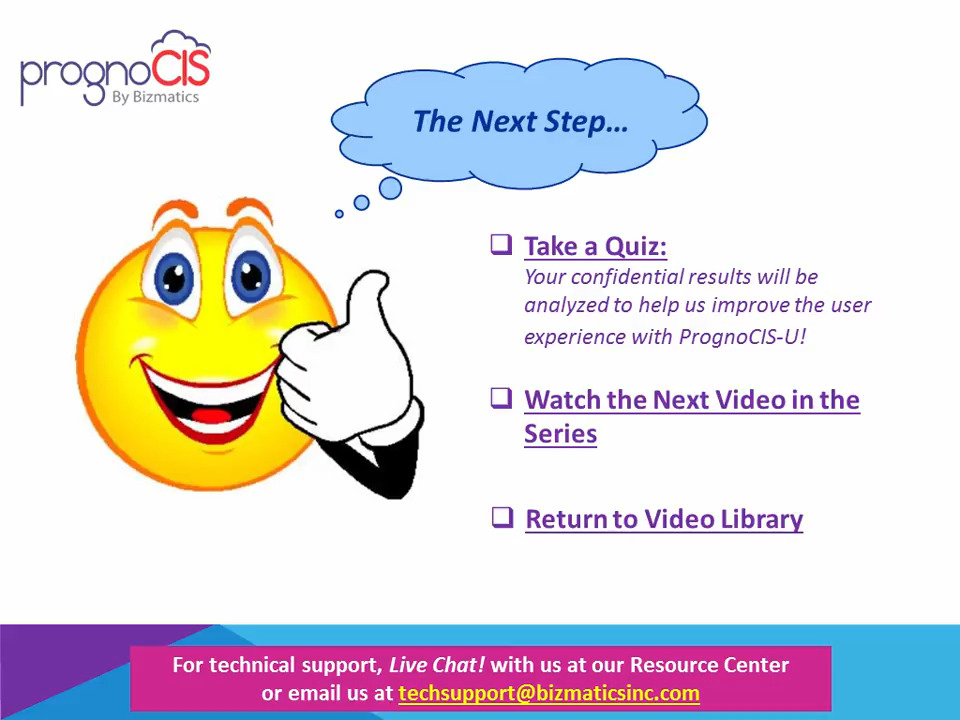 prognoCIS
By Bizmatics
The Next Step...
Take a Quiz:
Your confidential results will be
analyzed to help us improve the user
experience with PrognoCIS-U!
Watch the Next Video in the
Series
Return to Video Library
For technical support, Live Chat! with us at our Resource Center
or email us at techsupport@bizmaticsinc.com